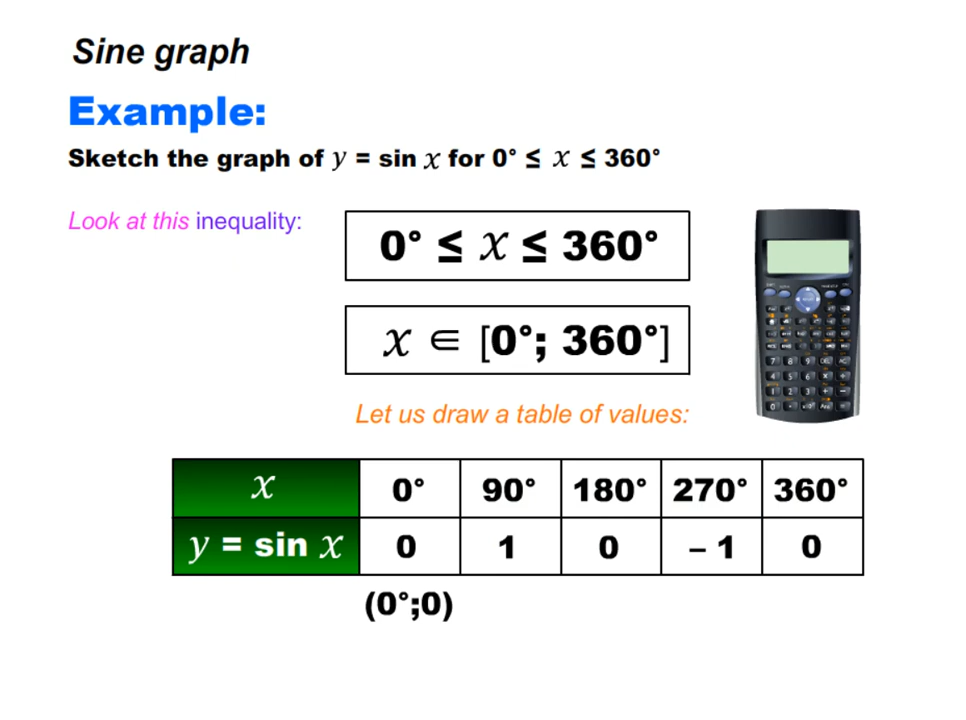 Sine graph
Example:
Sketch the graph of y = sin x for 0° ≤ x ≤ 360°
Look at this inequality:
0° ≤ x ≤ 360°
x ∈ [0°; 360°]
Let us draw a table of values:
x 0° 90° 180° 270° 360°
y = sin x 0 1 0 – 1 0
(0°;0)